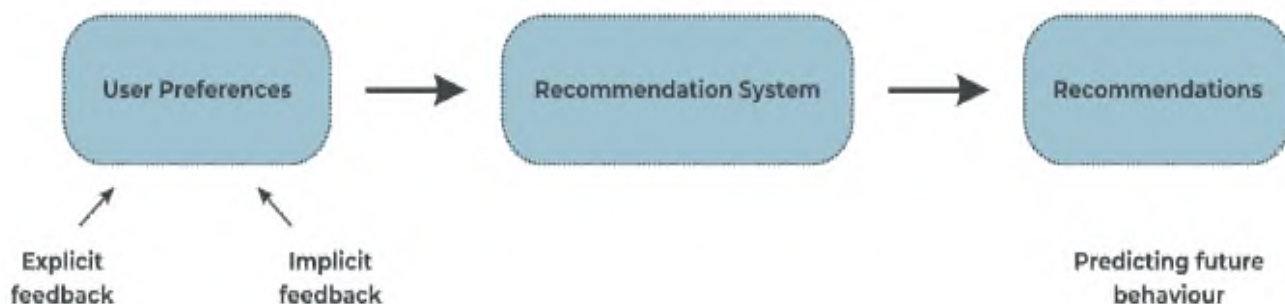 User Preferences
Recommendation System
Recommendations
Explicit
feedback
Implicit
feedback
Predicting future
behaviour